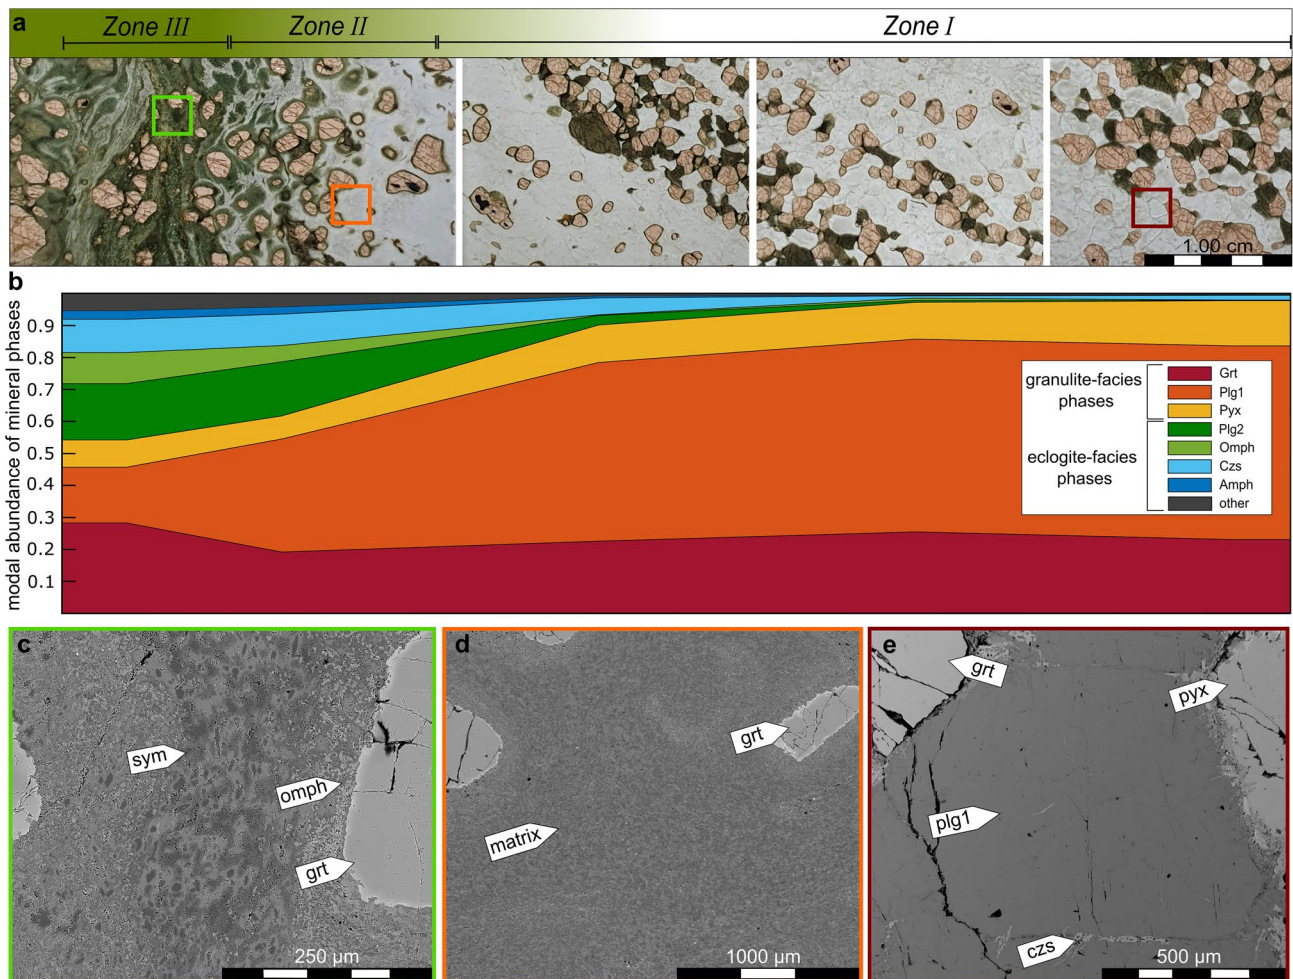 a
Zone III
Zone II
Zone I
1.00 cm
b
modal abundance of mineral phases
0.9
0.8
0.7
0.6
0.5
0.4
0.3
0.2
0.1
granulite-facies
phases
eclogite-facies
phases
Grt
Plg1
Pyx
Plg2
Omph
Czs
Amph
other
c
sym
omph
grt
250 µm
d
grt
matrix
1000 µm
e
grt
pyx
plg1
czs
500 µm